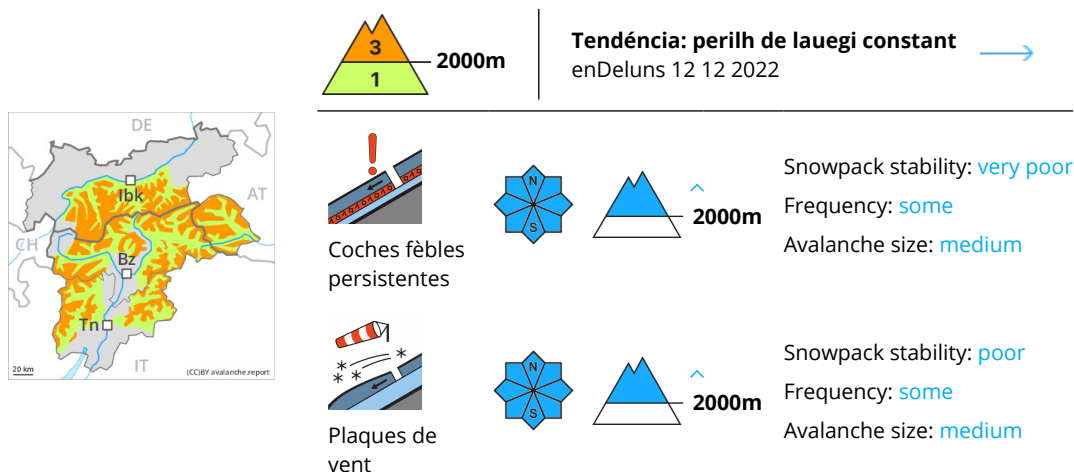 3
1
2000m
Tendéncia: perilh de lauegi constant
enDeluns 12 12 2022
DE
AT
CH
IT
Ibk
Bz
Tn
20 km
(CC)BY avalanche.report
N
S
2000m
Coches fèbles
persistentes
Snowpack stability: very poor
Frequency: some
Avalanche size: medium
N
S
2000m
Plaques de
vent
Snowpack stability: poor
Frequency: some
Avalanche size: medium